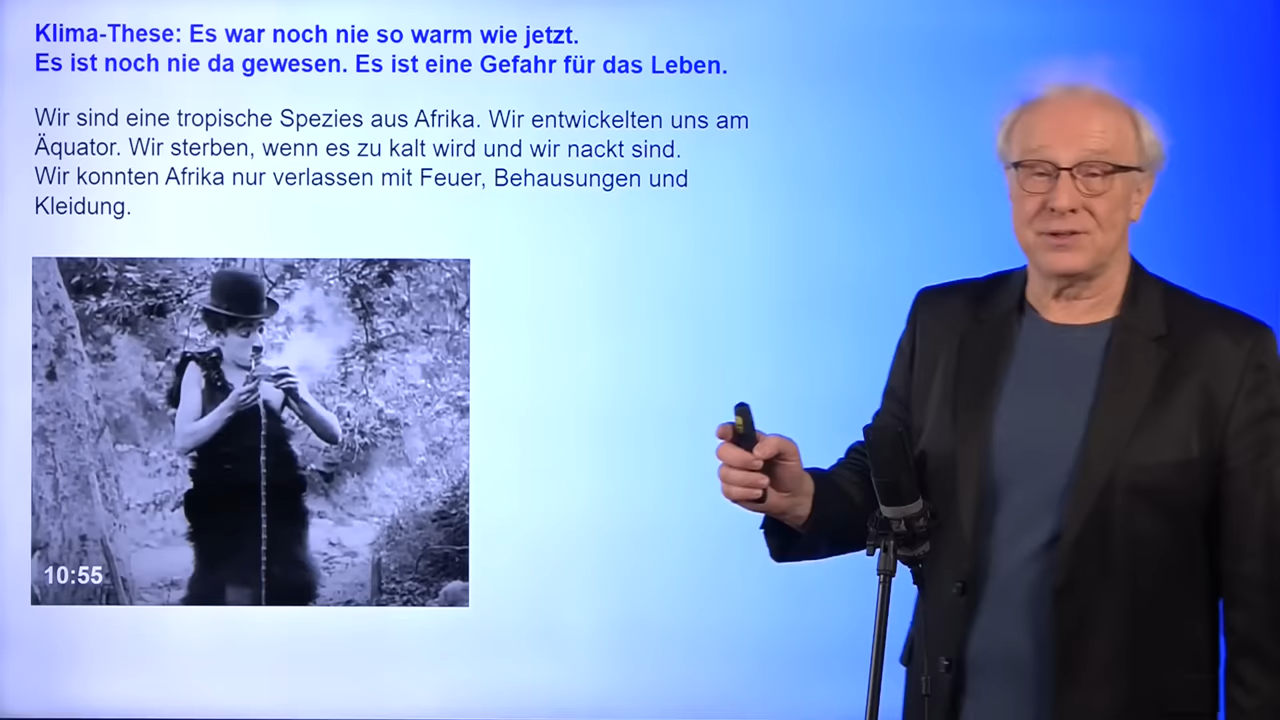 Klima-These: Es war noch nie so warm wie jetzt.
Es ist noch nie da gewesen. Es ist eine Gefahr für das Leben.
Wir sind eine tropische Spezies aus Afrika. Wir entwickelten uns am
Äquator. Wir sterben, wenn es zu kalt wird und wir nackt sind.
Wir konnten Afrika nur verlassen mit Feuer, Behausungen und
Kleidung.
10:55